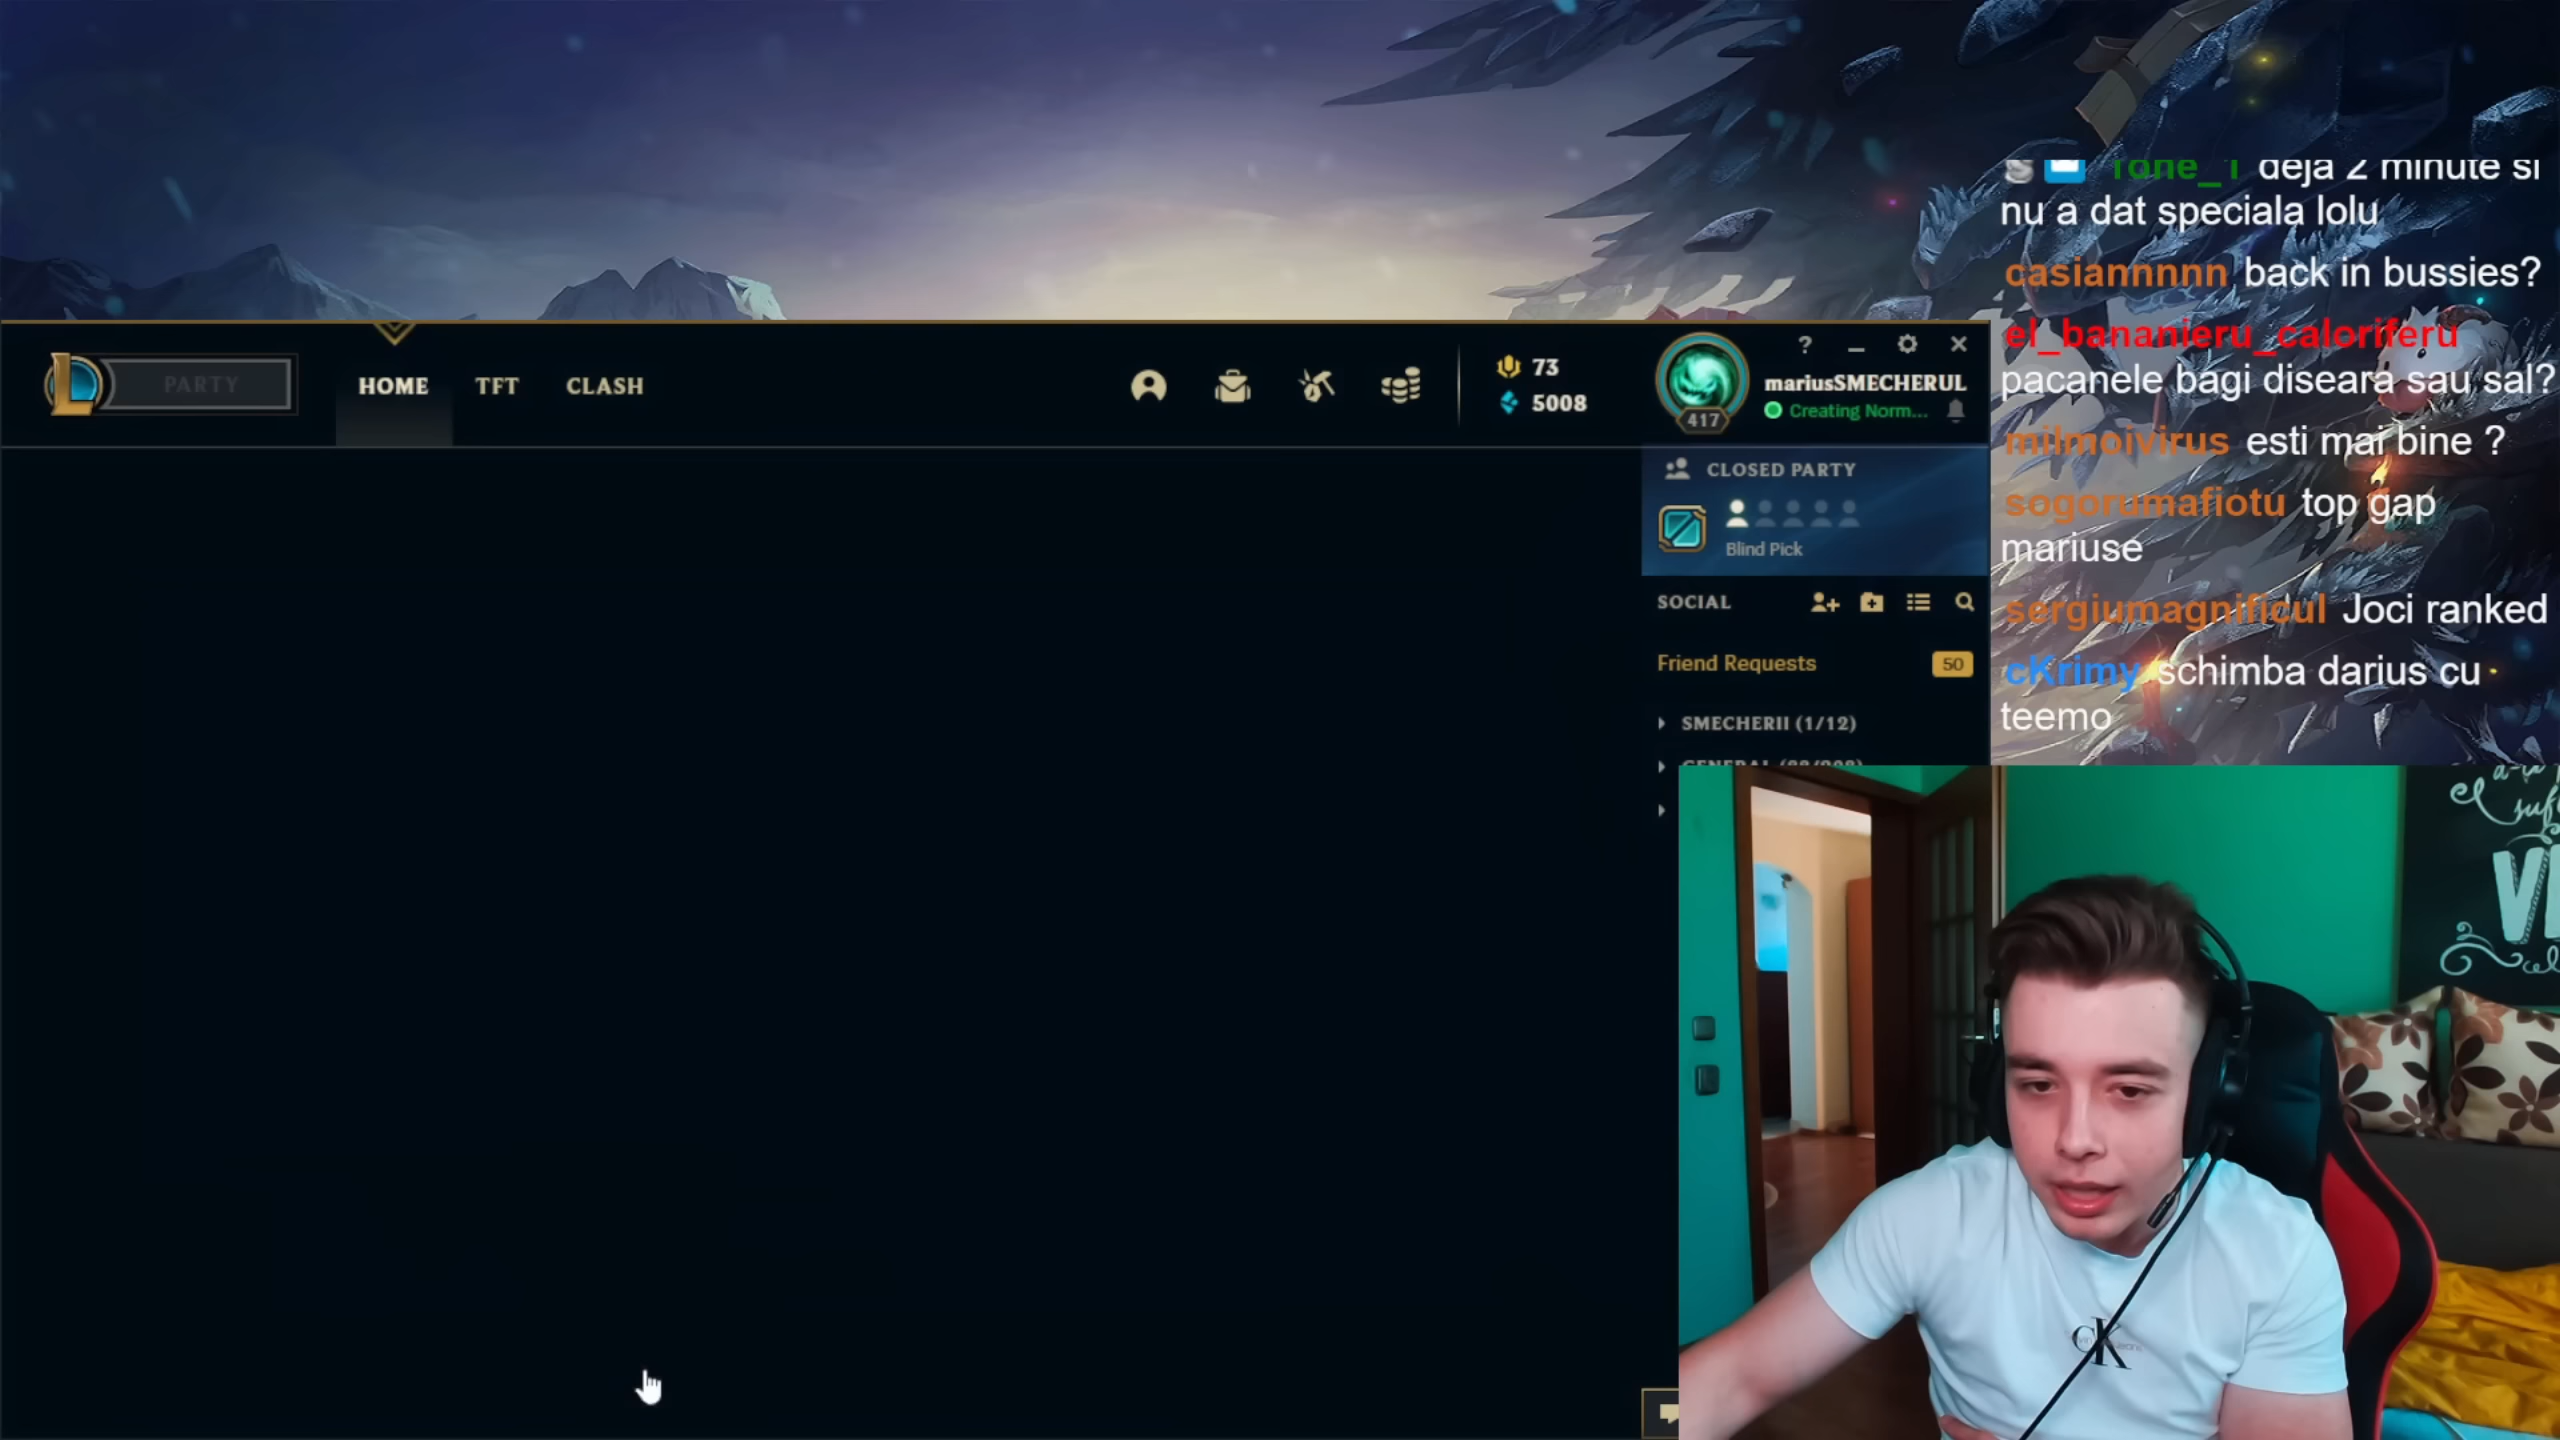 PARTY
HOME
TFT
CLASH
73
5008
?
mariusSMECHERUL
Creating Norm...
417
CLOSED PARTY
Blind Pick
SOCIAL
Friend Requests
50
SMECHERII (1/12)
deja 2 minute si
nu a dat speciala lolu
casiannnnn back in bussies?
el_bananieru_caloriferu
pacanele bagi diseara sau sal?
milmoivirus esti mai bine ?
sogorumafiotu top gap
mariuse
sergiumagnificul Joci ranked
cKrimy schimba darius cu
teemo
CK